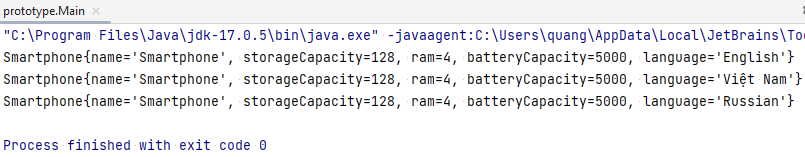 prototype.Main
"C:\Program Files\Java\jdk-17.0.5\bin\java.exe" -javaagent:C:\Users\quang\AppData\Local\JetBrains\Too
Smartphone{name='Smartphone', storageCapacity=128, ram=4, batteryCapacity=5000, language='English'}
Smartphone{name='Smartphone', storageCapacity=128, ram=4, batteryCapacity=5000, language='Việt Nam'}
Smartphone{name='Smartphone', storageCapacity=128, ram=4, batteryCapacity=5000, language='Russian'}
Process finished with exit code 0